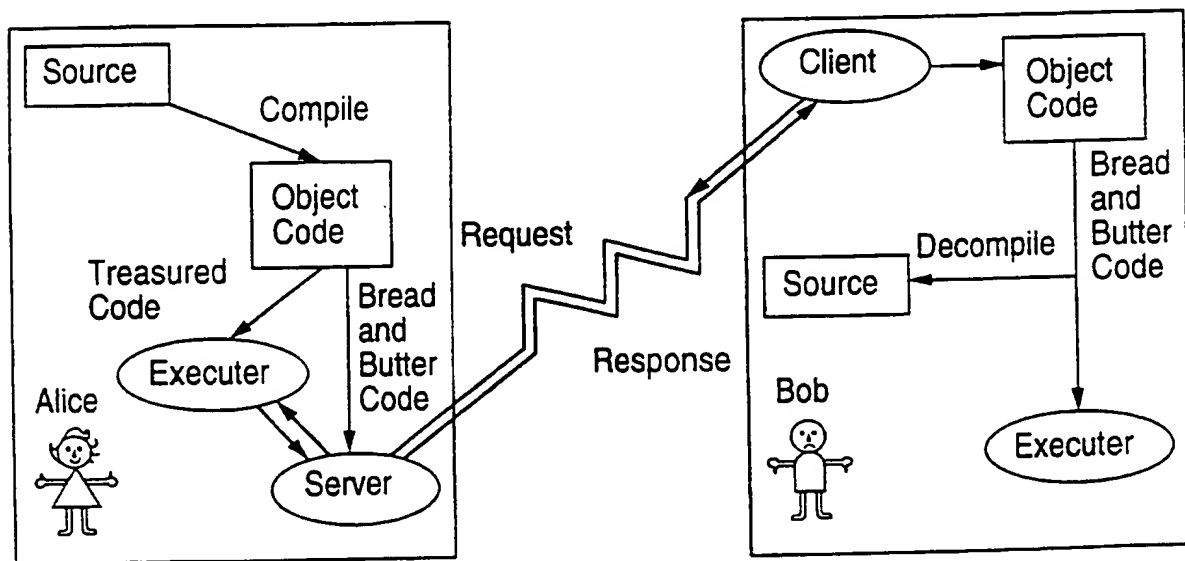 Source
Compile
Object
Code
Treasured
Code
Bread
and
Butter
Code
Executer
Alice
Server
Request
Response
Client
Object
Code
Bread
and
Butter
Code
Decompile
Source
Bob
Executer